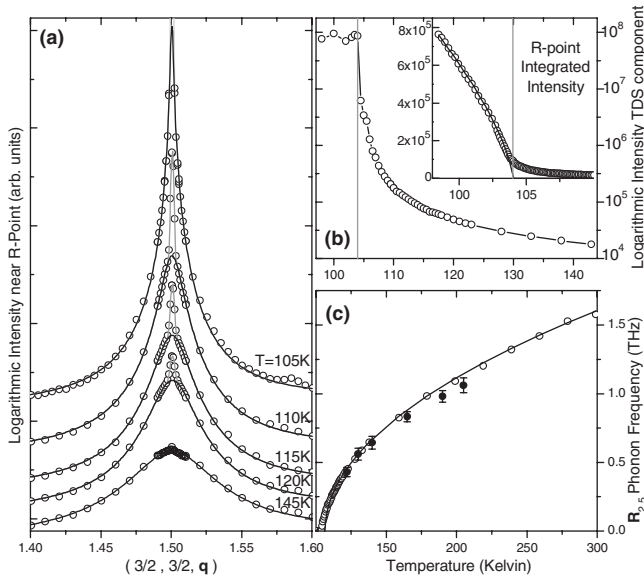 (a)
Logarithmic Intensity near R-Point (arb. units)
T=105K
110K
115K
120K
145K
1.40 1.45 1.50 1.55 1.60
( 3/2 , 3/2, q)
(b)
8x10^5
6x10^5
4x10^5
2x10^5
0
100 105
R-point
Integrated
Intensity
10^8
10^7
10^6
10^5
10^4
Logarithmic Intensity TDS component
100 110 120 130 140
(c)
1.5
1.0
0.5
0.0
R2.5 Phonon Frequency (THz)
100 150 200 250 300
Temperature (Kelvin)